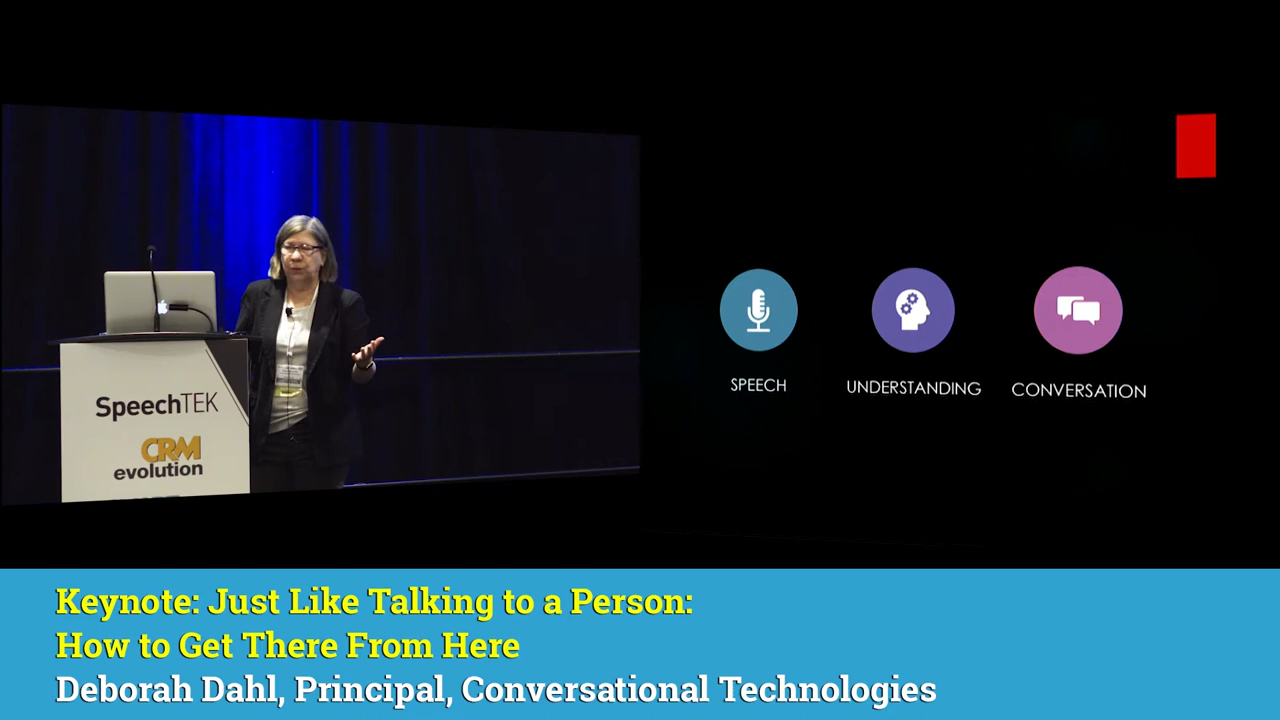 SpeechTEK
CRM
evolution
SPEECH
UNDERSTANDING
CONVERSATION
Keynote: Just Like Talking to a Person:
How to Get There From Here
Deborah Dahl, Principal, Conversational Technologies